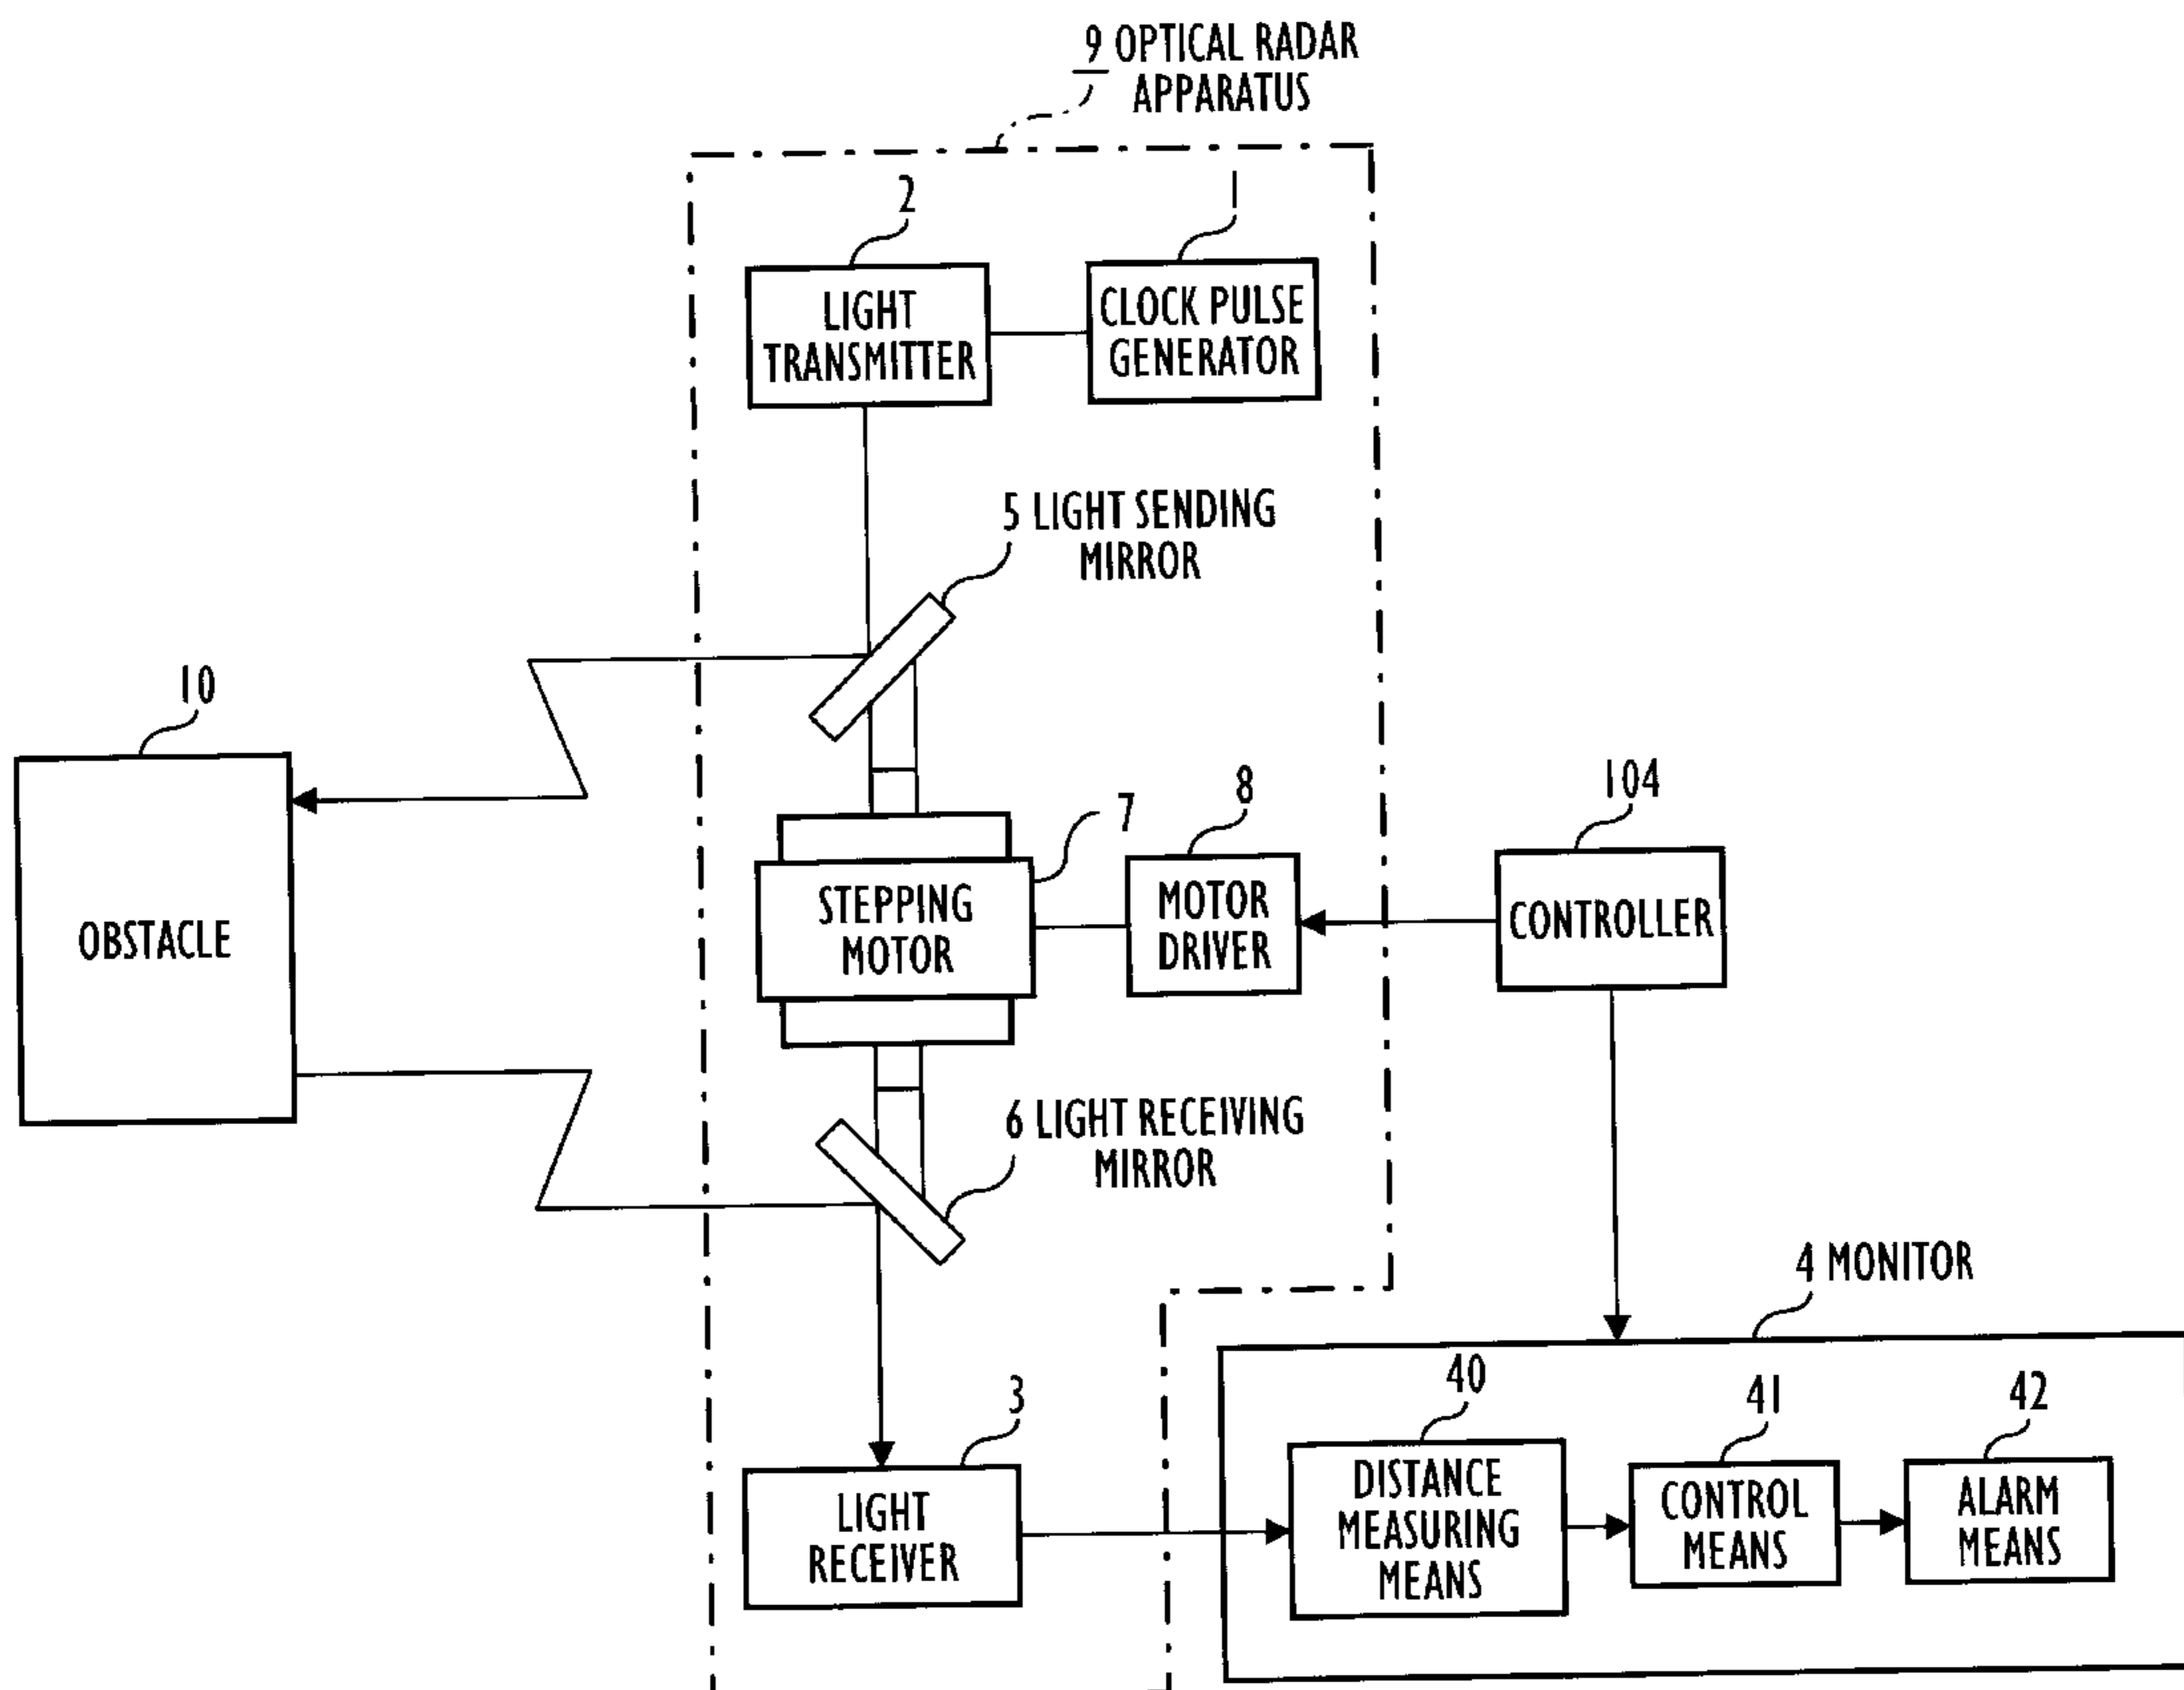 9 OPTICAL RADAR
APPARATUS
2
1
LIGHT
TRANSMITTER
CLOCK PULSE
GENERATOR
5 LIGHT SENDING
MIRROR
10
OBSTACLE
7
8
104
STEPPING
MOTOR
MOTOR
DRIVER
CONTROLLER
6 LIGHT RECEIVING
MIRROR
4 MONITOR
3
40
41
42
LIGHT
RECEIVER
DISTANCE
MEASURING
MEANS
CONTROL
MEANS
ALARM
MEANS